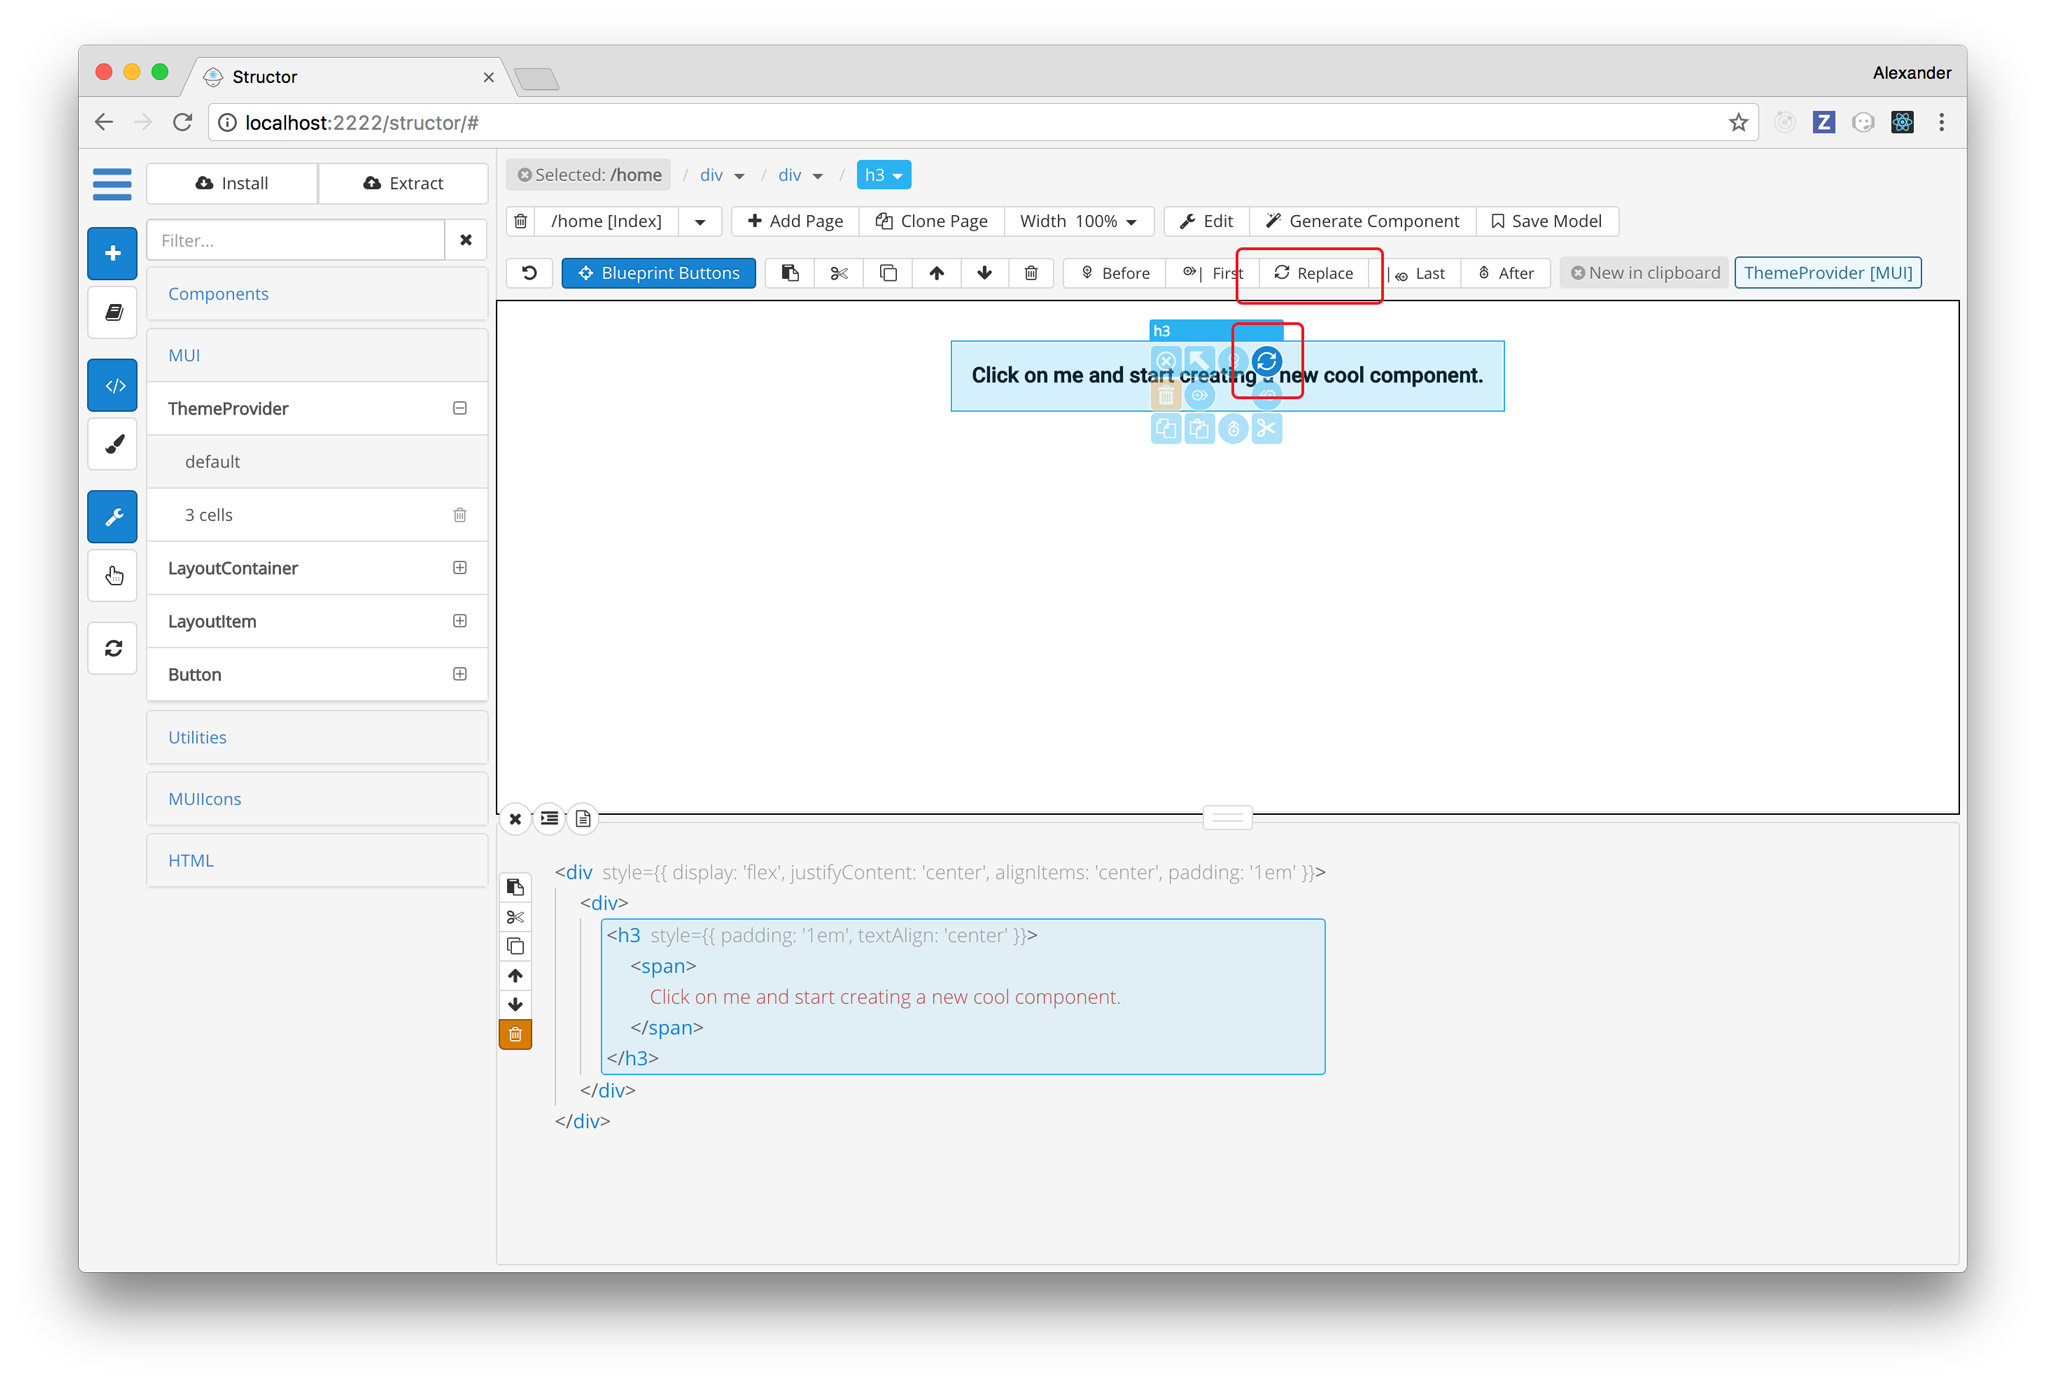 Structor
Alexander
localhost:2222/structor/#
Install
Extract
Selected: /home / div / div / h3
/home [Index]
Add Page
Clone Page
Width 100%
Edit
Generate Component
Save Model
Filter...
Blueprint Buttons
Before
First
Replace
Last
After
New in clipboard
ThemeProvider [MUI]
Components
MUI
ThemeProvider
default
3 cells
LayoutContainer
LayoutItem
Button
Utilities
MUIIcons
HTML
h3
Click on me and start creating a new cool component.
<div style={{ display: 'flex', justifyContent: 'center', alignItems: 'center', padding: '1em' }}>
<div>
<h3 style={{ padding: '1em', textAlign: 'center' }}>
<span>
Click on me and start creating a new cool component.
</span>
</h3>
</div>
</div>